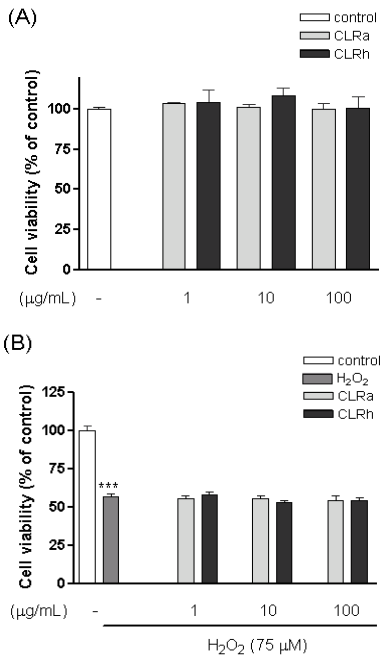 (A)
control
CLRa
CLRh
Cell viability (% of control)
100
75
50
25
0
(μg/mL) - 1 10 100
(B)
control
H₂O₂
CLRa
CLRh
Cell viability (% of control)
125
100
75
50
25
0
***
(μg/mL) - 1 10 100
H₂O₂ (75 μM)